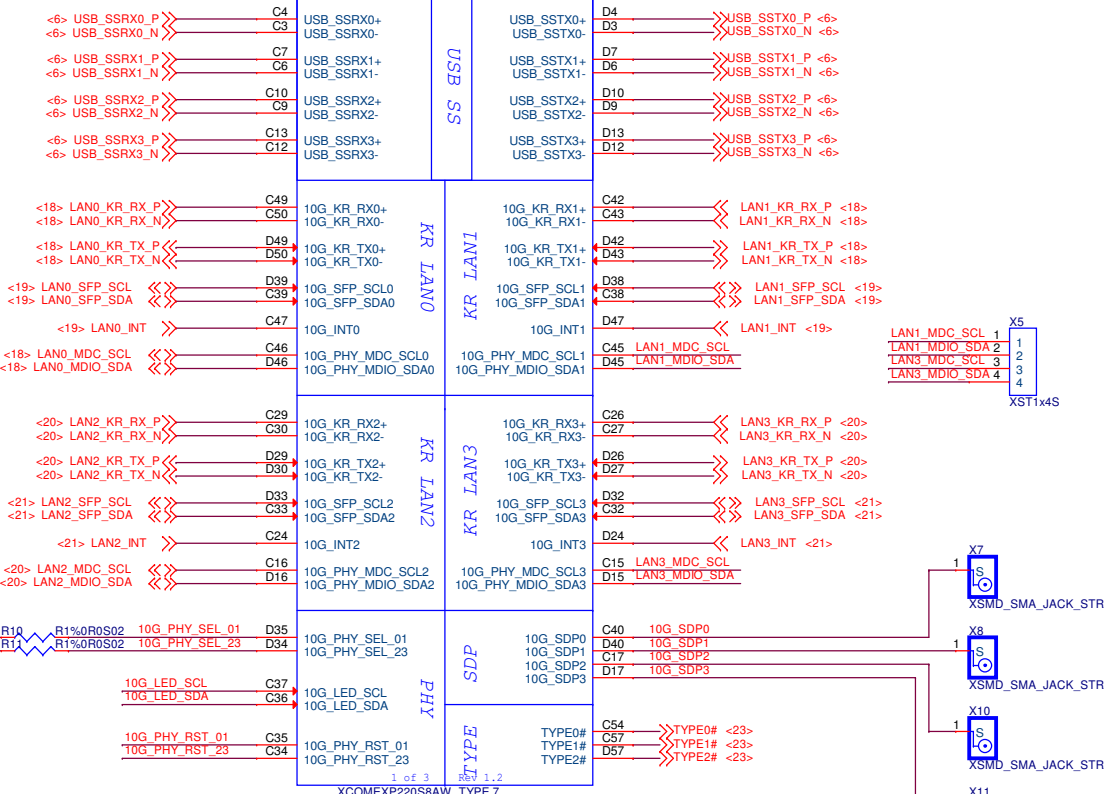 <6> USB_SSRX0_P C4 USB_SSRX0+ USB_SSTX0+ D4 USB_SSTX0_P <6>
<6> USB_SSRX0_N C3 USB_SSRX0- USB_SSTX0- D3 USB_SSTX0_N <6>
<6> USB_SSRX1_P C7 USB_SSRX1+ USB_SSTX1+ D7 USB_SSTX1_P <6>
<6> USB_SSRX1_N C6 USB_SSRX1- USB_SSTX1- D6 USB_SSTX1_N <6>
USB SS
<6> USB_SSRX2_P C10 USB_SSRX2+ USB_SSTX2+ D10 USB_SSTX2_P <6>
<6> USB_SSRX2_N C9 USB_SSRX2- USB_SSTX2- D9 USB_SSTX2_N <6>
<6> USB_SSRX3_P C13 USB_SSRX3+ USB_SSTX3+ D13 USB_SSTX3_P <6>
<6> USB_SSRX3_N C12 USB_SSRX3- USB_SSTX3- D12 USB_SSTX3_N <6>
<18> LAN0_KR_RX_P C49 10G_KR_RX0+ 10G_KR_RX1+ C42 LAN1_KR_RX_P <18>
<18> LAN0_KR_RX_N C50 10G_KR_RX0- 10G_KR_RX1- C43 LAN1_KR_RX_N <18>
<18> LAN0_KR_TX_P D49 10G_KR_TX0+ 10G_KR_TX1+ D42 LAN1_KR_TX_P <18>
<18> LAN0_KR_TX_N D50 10G_KR_TX0- 10G_KR_TX1- D43 LAN1_KR_TX_N <18>
KR LAN0 KR LAN1
<19> LAN0_SFP_SCL D39 10G_SFP_SCL0 10G_SFP_SCL1 D38 LAN1_SFP_SCL <19>
<19> LAN0_SFP_SDA C39 10G_SFP_SDA0 10G_SFP_SDA1 C38 LAN1_SFP_SDA <19>
<19> LAN0_INT C47 10G_INT0 10G_INT1 D47 LAN1_INT <19>
<18> LAN0_MDC_SCL C46 10G_PHY_MDC_SCL0 10G_PHY_MDC_SCL1 C45 LAN1_MDC_SCL
<18> LAN0_MDIO_SDA D46 10G_PHY_MDIO_SDA0 10G_PHY_MDIO_SDA1 D45 LAN1_MDIO_SDA
X5
LAN1_MDC_SCL 1 1
LAN1_MDIO_SDA 2 2
LAN3_MDC_SCL 3 3
LAN3_MDIO_SDA 4 4
XST1x4S
<20> LAN2_KR_RX_P C29 10G_KR_RX2+ 10G_KR_RX3+ C26 LAN3_KR_RX_P <20>
<20> LAN2_KR_RX_N C30 10G_KR_RX2- 10G_KR_RX3- C27 LAN3_KR_RX_N <20>
<20> LAN2_KR_TX_P D29 10G_KR_TX2+ 10G_KR_TX3+ D26 LAN3_KR_TX_P <20>
<20> LAN2_KR_TX_N D30 10G_KR_TX2- 10G_KR_TX3- D27 LAN3_KR_TX_N <20>
KR LAN2 KR LAN3
<21> LAN2_SFP_SCL D33 10G_SFP_SCL2 10G_SFP_SCL3 D32 LAN3_SFP_SCL <21>
<21> LAN2_SFP_SDA C33 10G_SFP_SDA2 10G_SFP_SDA3 C32 LAN3_SFP_SDA <21>
<21> LAN2_INT C24 10G_INT2 10G_INT3 D24 LAN3_INT <21>
<20> LAN2_MDC_SCL C16 10G_PHY_MDC_SCL2 10G_PHY_MDC_SCL3 C15 LAN3_MDC_SCL
<20> LAN2_MDIO_SDA D16 10G_PHY_MDIO_SDA2 10G_PHY_MDIO_SDA3 D15 LAN3_MDIO_SDA
X7
1 S
XSMD_SMA_JACK_STR
R10 R1%0R0S02 10G_PHY_SEL_01 D35 10G_PHY_SEL_01 10G_SDP0 C40 10G_SDP0
R11 R1%0R0S02 10G_PHY_SEL_23 D34 10G_PHY_SEL_23 10G_SDP1 D40 10G_SDP1
10G_SDP2 C17 10G_SDP2
10G_SDP3 D17 10G_SDP3
PHY SDP
X8
1 S
XSMD_SMA_JACK_STR
10G_LED_SCL C37 10G_LED_SCL
10G_LED_SDA C36 10G_LED_SDA
X10
1 S
XSMD_SMA_JACK_STR
10G_PHY_RST_01 C35 10G_PHY_RST_01
10G_PHY_RST_23 C34 10G_PHY_RST_23
TYPE
TYPE0# C54 TYPE0# <23>
TYPE1# C57 TYPE1# <23>
TYPE2# D57 TYPE2# <23>
1 of 3 Rev 1.2
XCOMEXP220S8AW_TYPE 7
X11